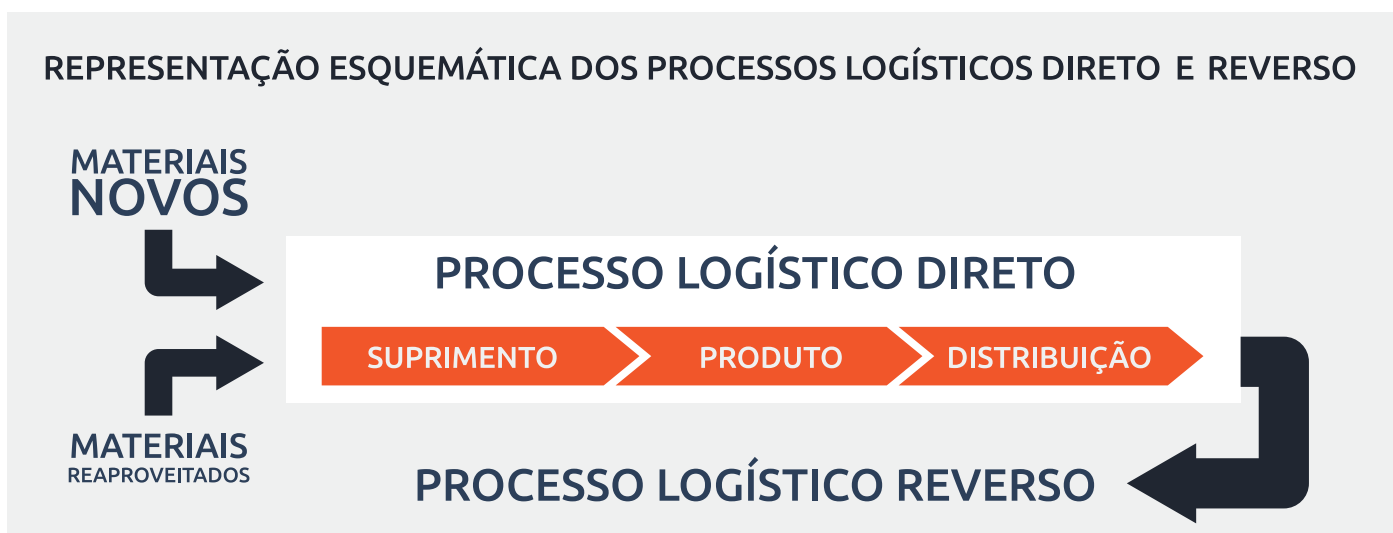 REPRESENTAÇÃO ESQUEMÁTICA DOS PROCESSOS LOGÍSTICOS DIRETO E REVERSO
MATERIAIS
NOVOS
PROCESSO LOGÍSTICO DIRETO
SUPRIMENTO
PRODUTO
DISTRIBUIÇÃO
MATERIAIS
REAPROVEITADOS
PROCESSO LOGÍSTICO REVERSO